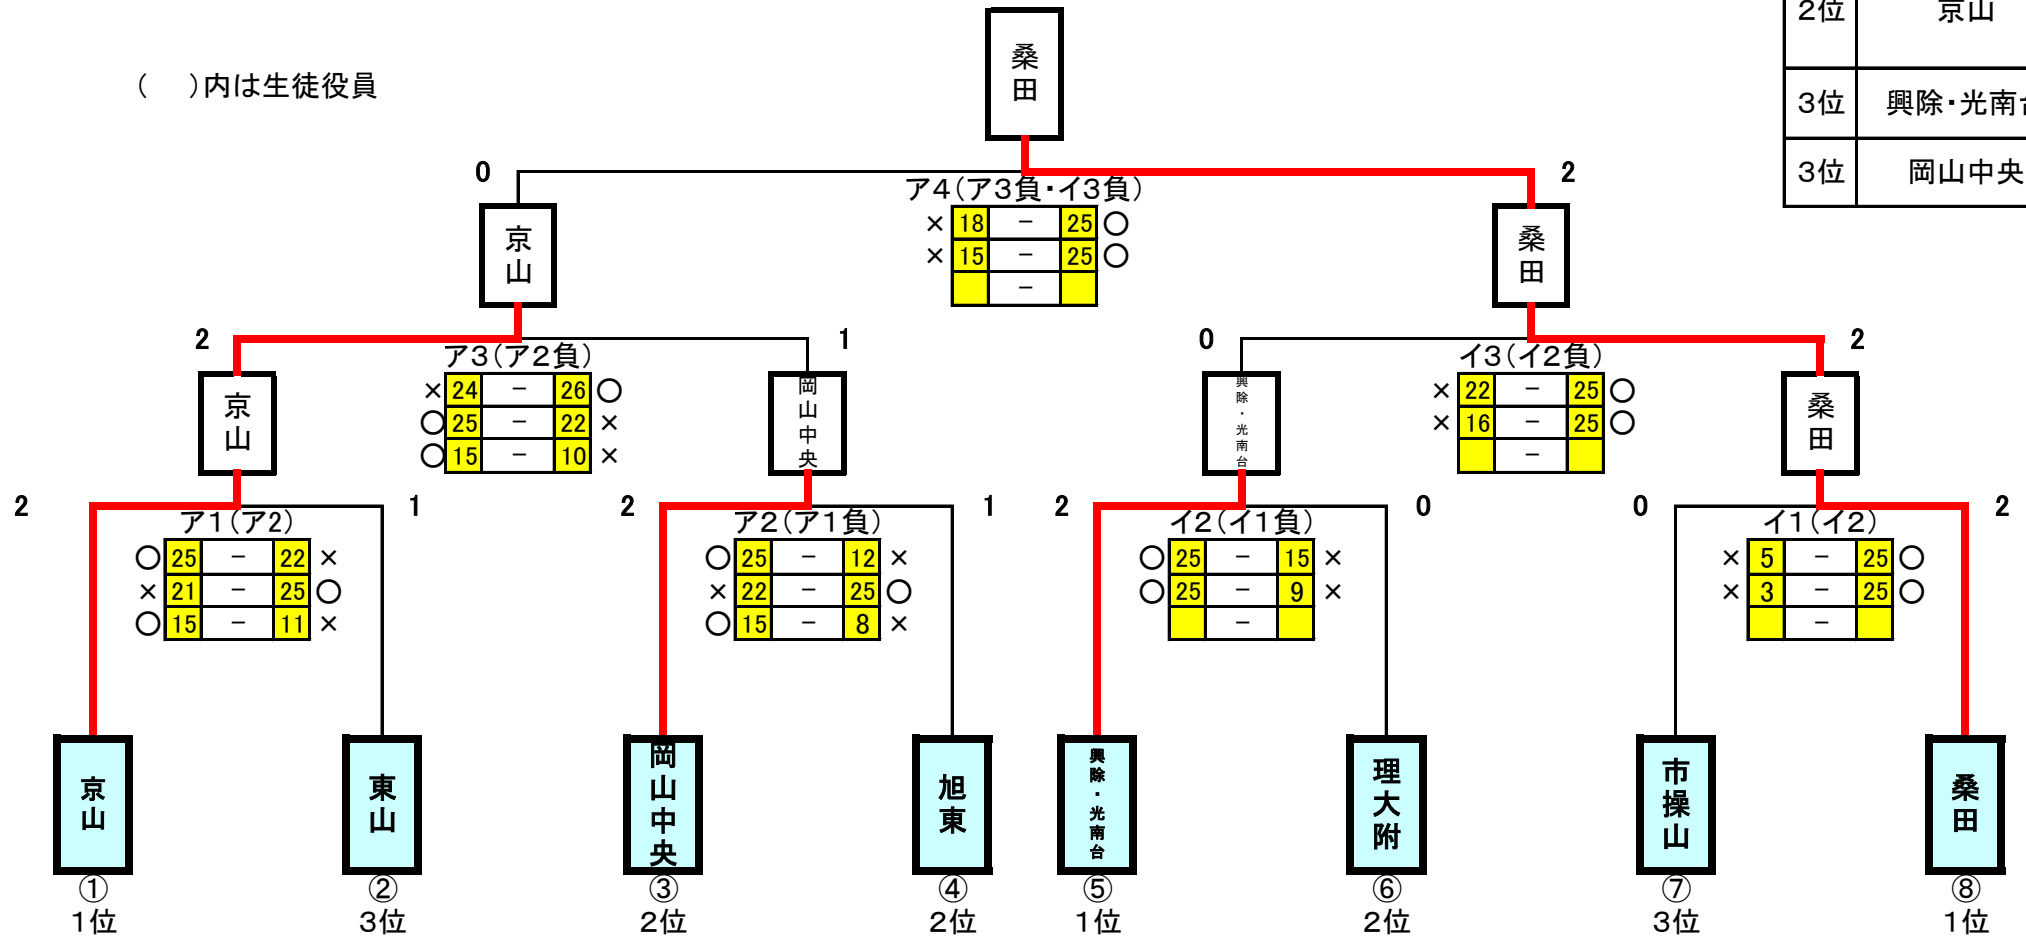 2位 京山
桑田
( )内は生徒役員
3位 興除・光南台
3位 岡山中央
0 2
ア4(ア3負・イ3負)
× 18 − 25 ○
× 15 − 25 ○
−
京山
桑田
2 1
ア3(ア2負)
× 24 − 26 ○
○ 25 − 22 ×
○ 15 − 10 ×
0 2
イ3(イ2負)
× 22 − 25 ○
× 16 − 25 ○
−
京山
岡山中央
興除・光南台
桑田
2 1
ア1(ア2)
○ 25 − 22 ×
× 21 − 25 ○
○ 15 − 11 ×
2 1
ア2(ア1負)
○ 25 − 12 ×
× 22 − 25 ○
○ 15 − 8 ×
2 0
イ2(イ1負)
○ 25 − 15 ×
○ 25 − 9 ×
−
0 2
イ1(イ2)
× 5 − 25 ○
× 3 − 25 ○
−
京山
東山
岡山中央
旭東
興除・光南台
理大附
市操山
桑田
① ② ③ ④ ⑤ ⑥ ⑦ ⑧
1位 3位 2位 2位 1位 2位 3位 1位